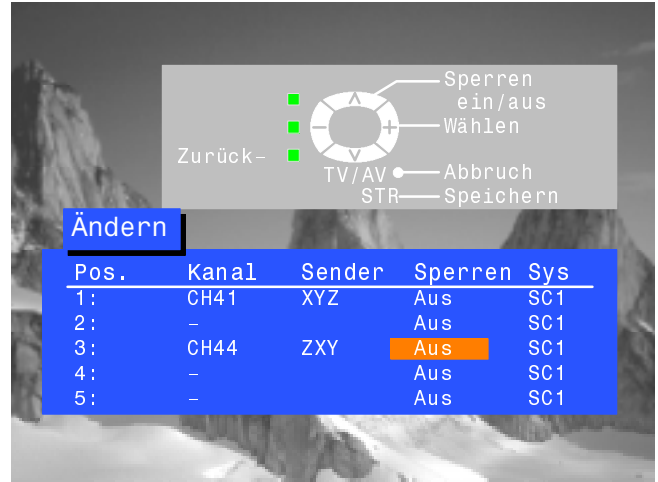 Sperren
ein/aus
Wählen
Zurück–
TV/AV Abbruch
STR Speichern
Ändern
Pos. Kanal Sender Sperren Sys
1: CH41 XYZ Aus SC1
2: – Aus SC1
3: CH44 ZXY Aus SC1
4: – Aus SC1
5: – Aus SC1